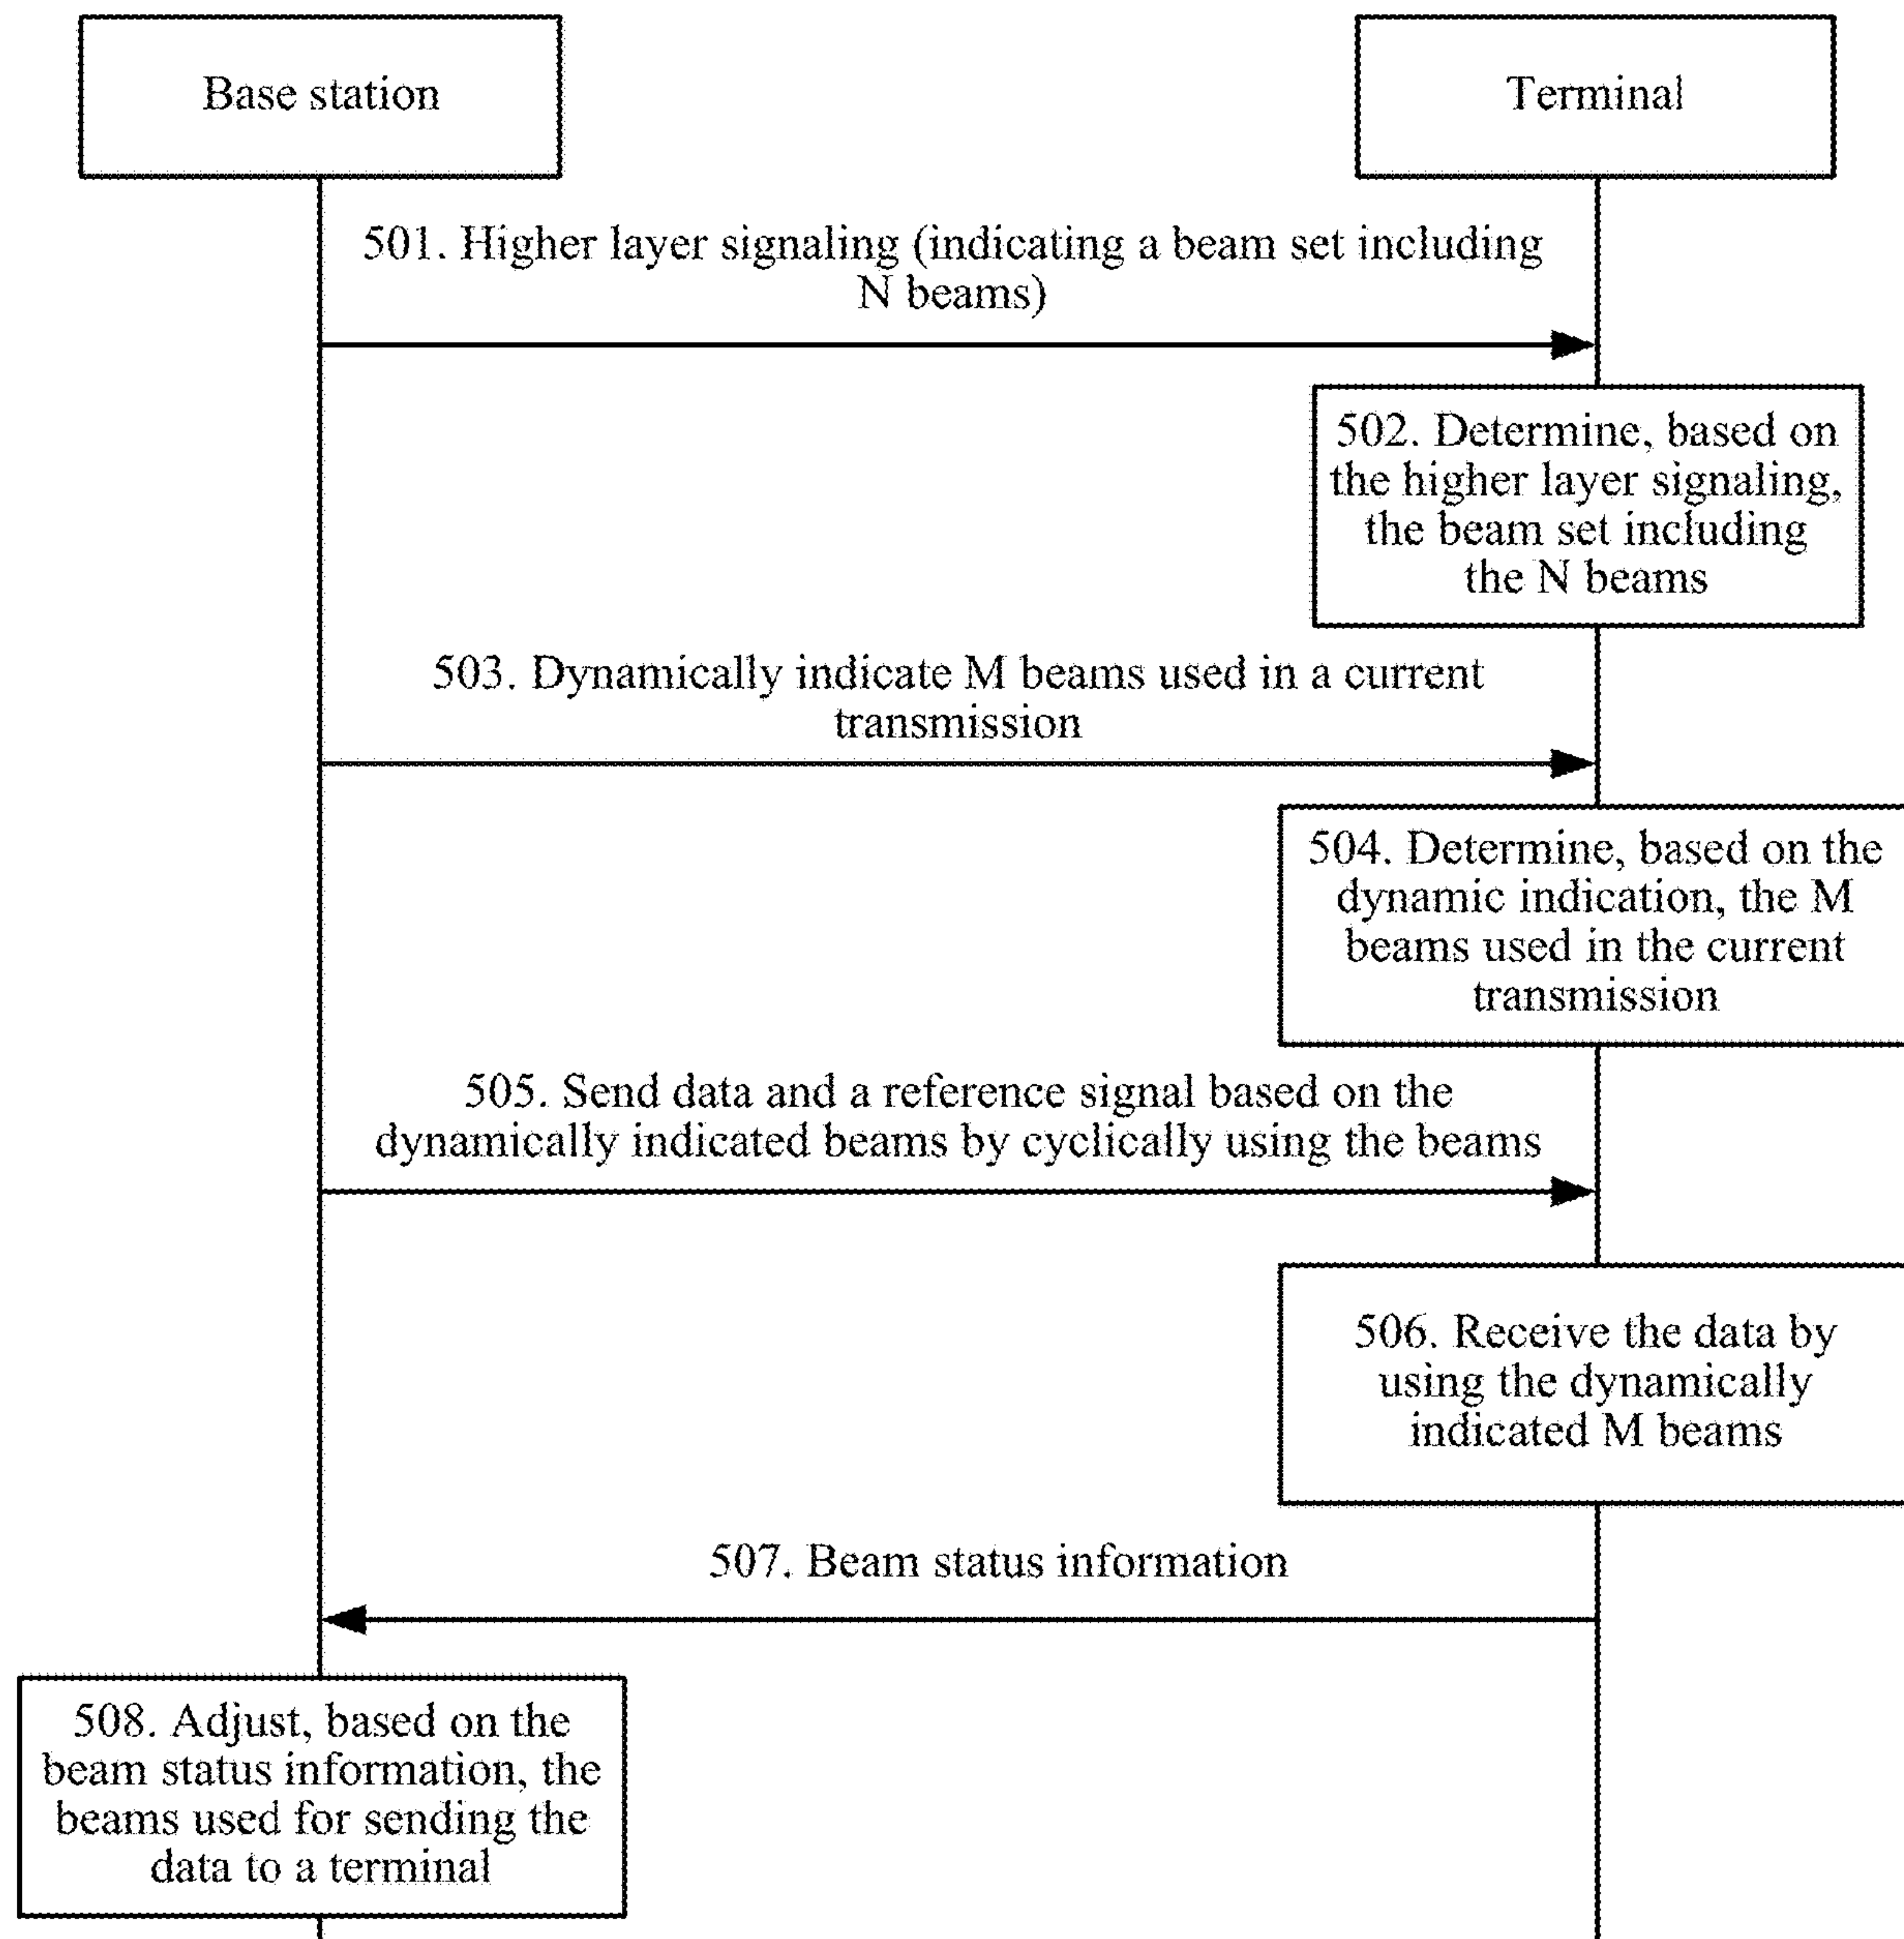 Base station
Terminal
501. Higher layer signaling (indicating a beam set including
N beams)
502. Determine, based on
the higher layer signaling,
the beam set including
the N beams
503. Dynamically indicate M beams used in a current
transmission
504. Determine, based on the
dynamic indication, the M
beams used in the current
transmission
505. Send data and a reference signal based on the
dynamically indicated beams by cyclically using the beams
506. Receive the data by
using the dynamically
indicated M beams
507. Beam status information
508. Adjust, based on the
beam status information, the
beams used for sending the
data to a terminal